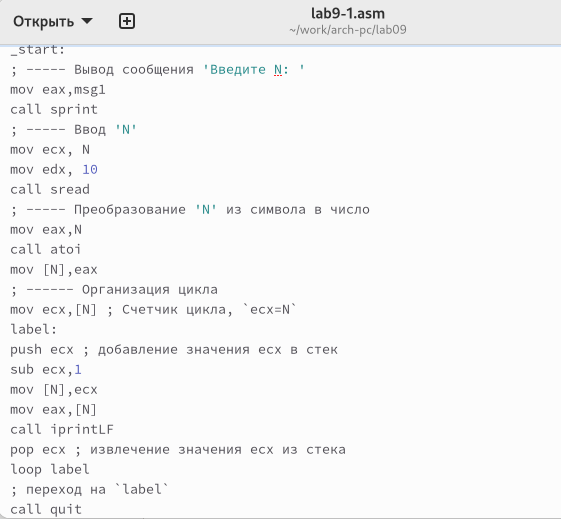 Открыть
lab9-1.asm
~/work/arch-pc/lab09
_start:
; ----- Вывод сообщения 'Введите N: '
mov eax,msg1
call sprint
; ----- Ввод 'N'
mov ecx, N
mov edx, 10
call sread
; ----- Преобразование 'N' из символа в число
mov eax,N
call atoi
mov [N],eax
; ------ Организация цикла
mov ecx,[N] ; Счетчик цикла, `ecx=N`
label:
push ecx ; добавление значения ecx в стек
sub ecx,1
mov [N],ecx
mov eax,[N]
call iprintLF
pop ecx ; извлечение значения ecx из стека
loop label
; переход на `label`
call quit